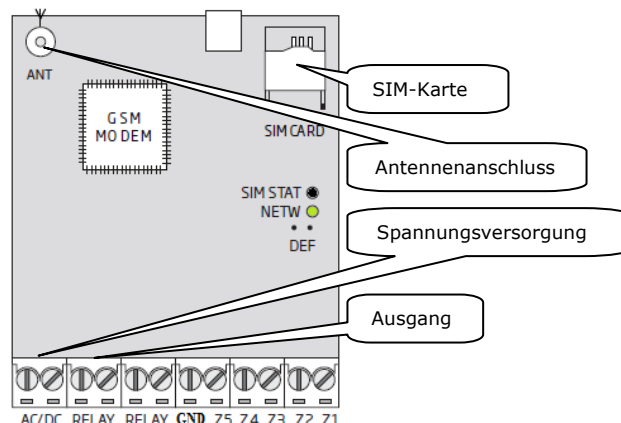 ANT
GSM
MODEM
SIM CARD
SIM-Karte
Antennenanschluss
SIM STAT
NETW
DEF
Spannungsversorgung
Ausgang
AC/DC RELAY RELAY GND Z5 Z4 Z3 Z2 Z1